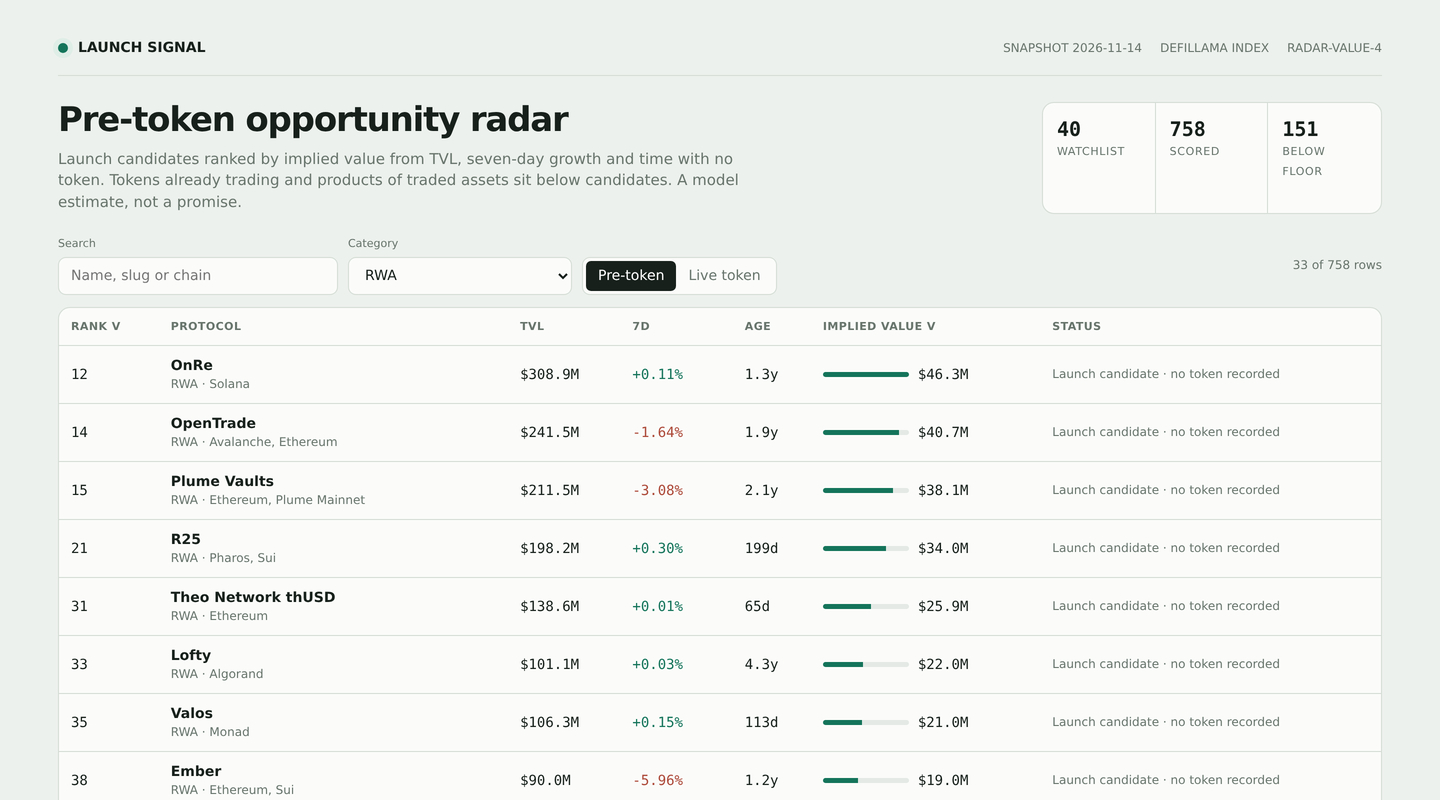 LAUNCH SIGNAL
SNAPSHOT 2026-11-14 DEFILLAMA INDEX RADAR-VALUE-4
Pre-token opportunity radar
Launch candidates ranked by implied value from TVL, seven-day growth and time with no
token. Tokens already trading and products of traded assets sit below candidates. A model
estimate, not a promise.
40
WATCHLIST
758
SCORED
151
BELOW
FLOOR
Search
Name, slug or chain
Category
RWA
Pre-token Live token
33 of 758 rows
RANK V PROTOCOL TVL 7D AGE IMPLIED VALUE V STATUS
12 OnRe $308.9M +0.11% 1.3y $46.3M Launch candidate · no token recorded
RWA · Solana
14 OpenTrade $241.5M -1.64% 1.9y $40.7M Launch candidate · no token recorded
RWA · Avalanche, Ethereum
15 Plume Vaults $211.5M -3.08% 2.1y $38.1M Launch candidate · no token recorded
RWA · Ethereum, Plume Mainnet
21 R25 $198.2M +0.30% 199d $34.0M Launch candidate · no token recorded
RWA · Pharos, Sui
31 Theo Network thUSD $138.6M +0.01% 65d $25.9M Launch candidate · no token recorded
RWA · Ethereum
33 Lofty $101.1M +0.03% 4.3y $22.0M Launch candidate · no token recorded
RWA · Algorand
35 Valos $106.3M +0.15% 113d $21.0M Launch candidate · no token recorded
RWA · Monad
38 Ember $90.0M -5.96% 1.2y $19.0M Launch candidate · no token recorded
RWA · Ethereum, Sui